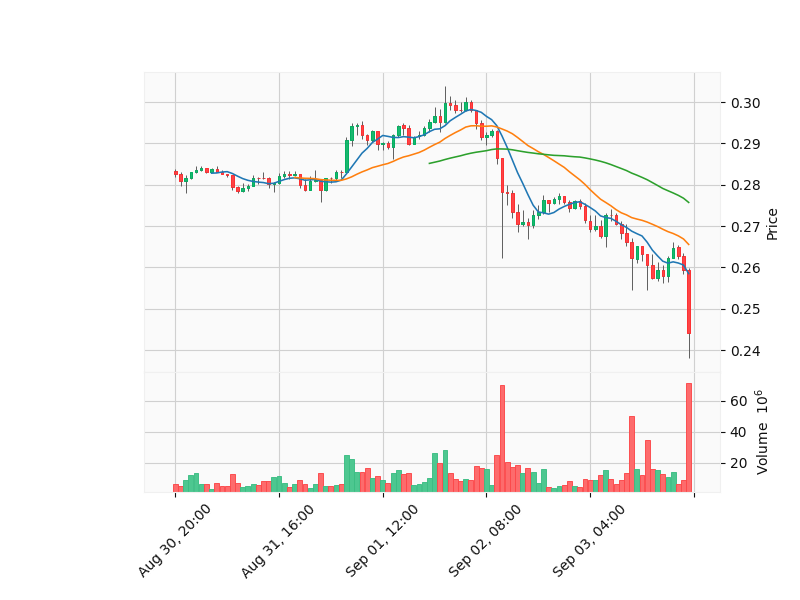 0.30
0.29
0.28
0.27
0.26
0.25
0.24
Price
60
40
20
Volume 10⁶
Aug 30, 20:00
Aug 31, 16:00
Sep 01, 12:00
Sep 02, 08:00
Sep 03, 04:00